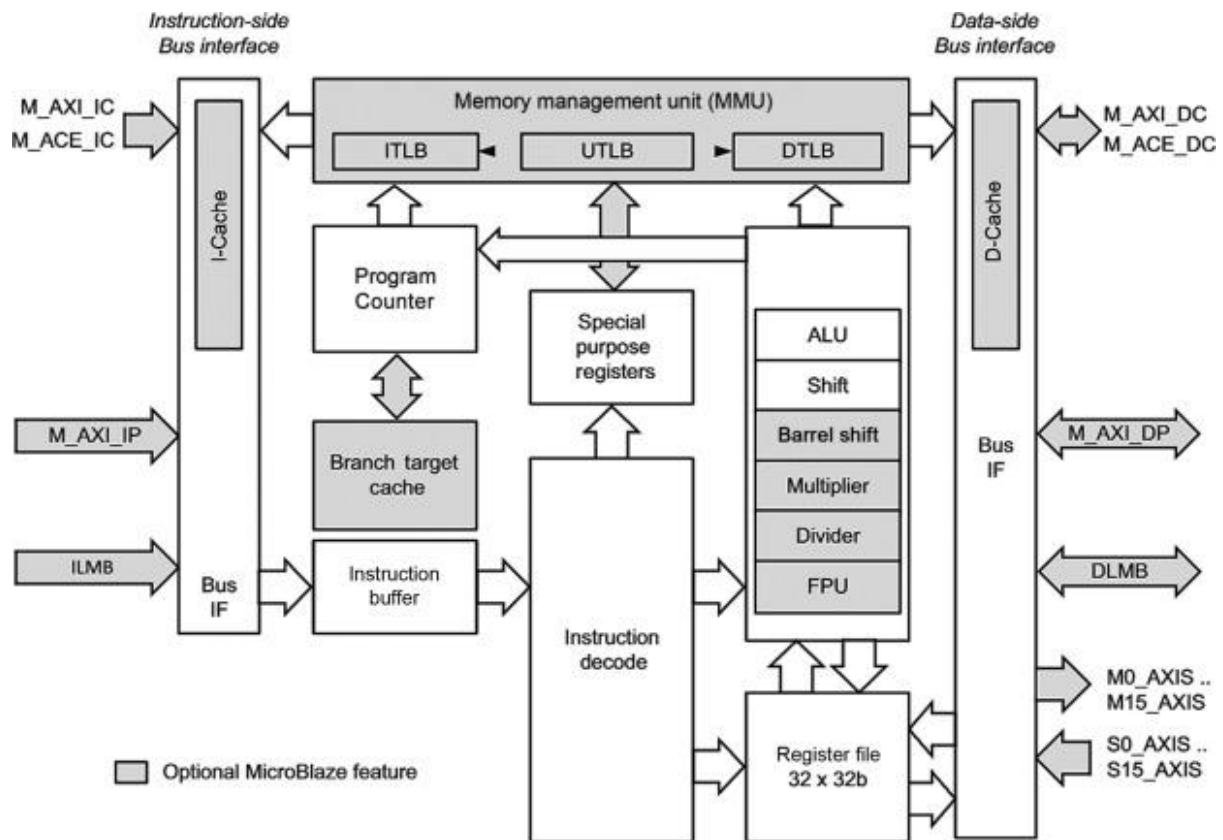 Instruction-side
Bus interface
Data-side
Bus interface
M_AXI_IC
M_ACE_IC
I-Cache
Memory management unit (MMU)
ITLB
UTLB
DTLB
D-Cache
M_AXI_DC
M_ACE_DC
Program
Counter
Special
purpose
registers
ALU
Shift
Barrel shift
Multiplier
Divider
FPU
M_AXI_IP
Branch target
cache
Bus
IF
M_AXI_DP
ILMB
Bus
IF
Instruction
buffer
Instruction
decode
DLMB
M0_AXIS ..
M15_AXIS
Register file
32 x 32b
S0_AXIS ..
S15_AXIS
Optional MicroBlaze feature